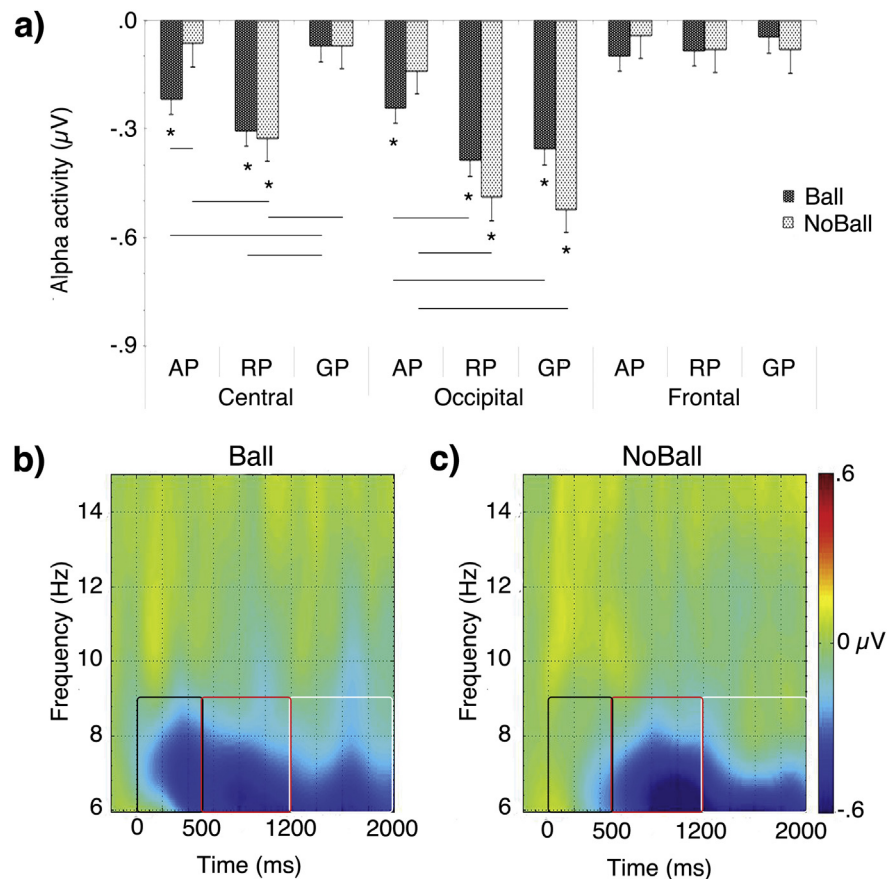 a)
.0
-.3
-.6
-.9
Alpha activity (µV)
* * * * * * * *
Ball
NoBall
AP RP GP AP RP GP AP RP GP
Central Occipital Frontal
b) Ball
c) NoBall
Frequency (Hz)
14
12
10
8
6
0 500 1200 2000
Time (ms)
Frequency (Hz)
14
12
10
8
6
0 500 1200 2000
Time (ms)
.6
0 µV
-.6